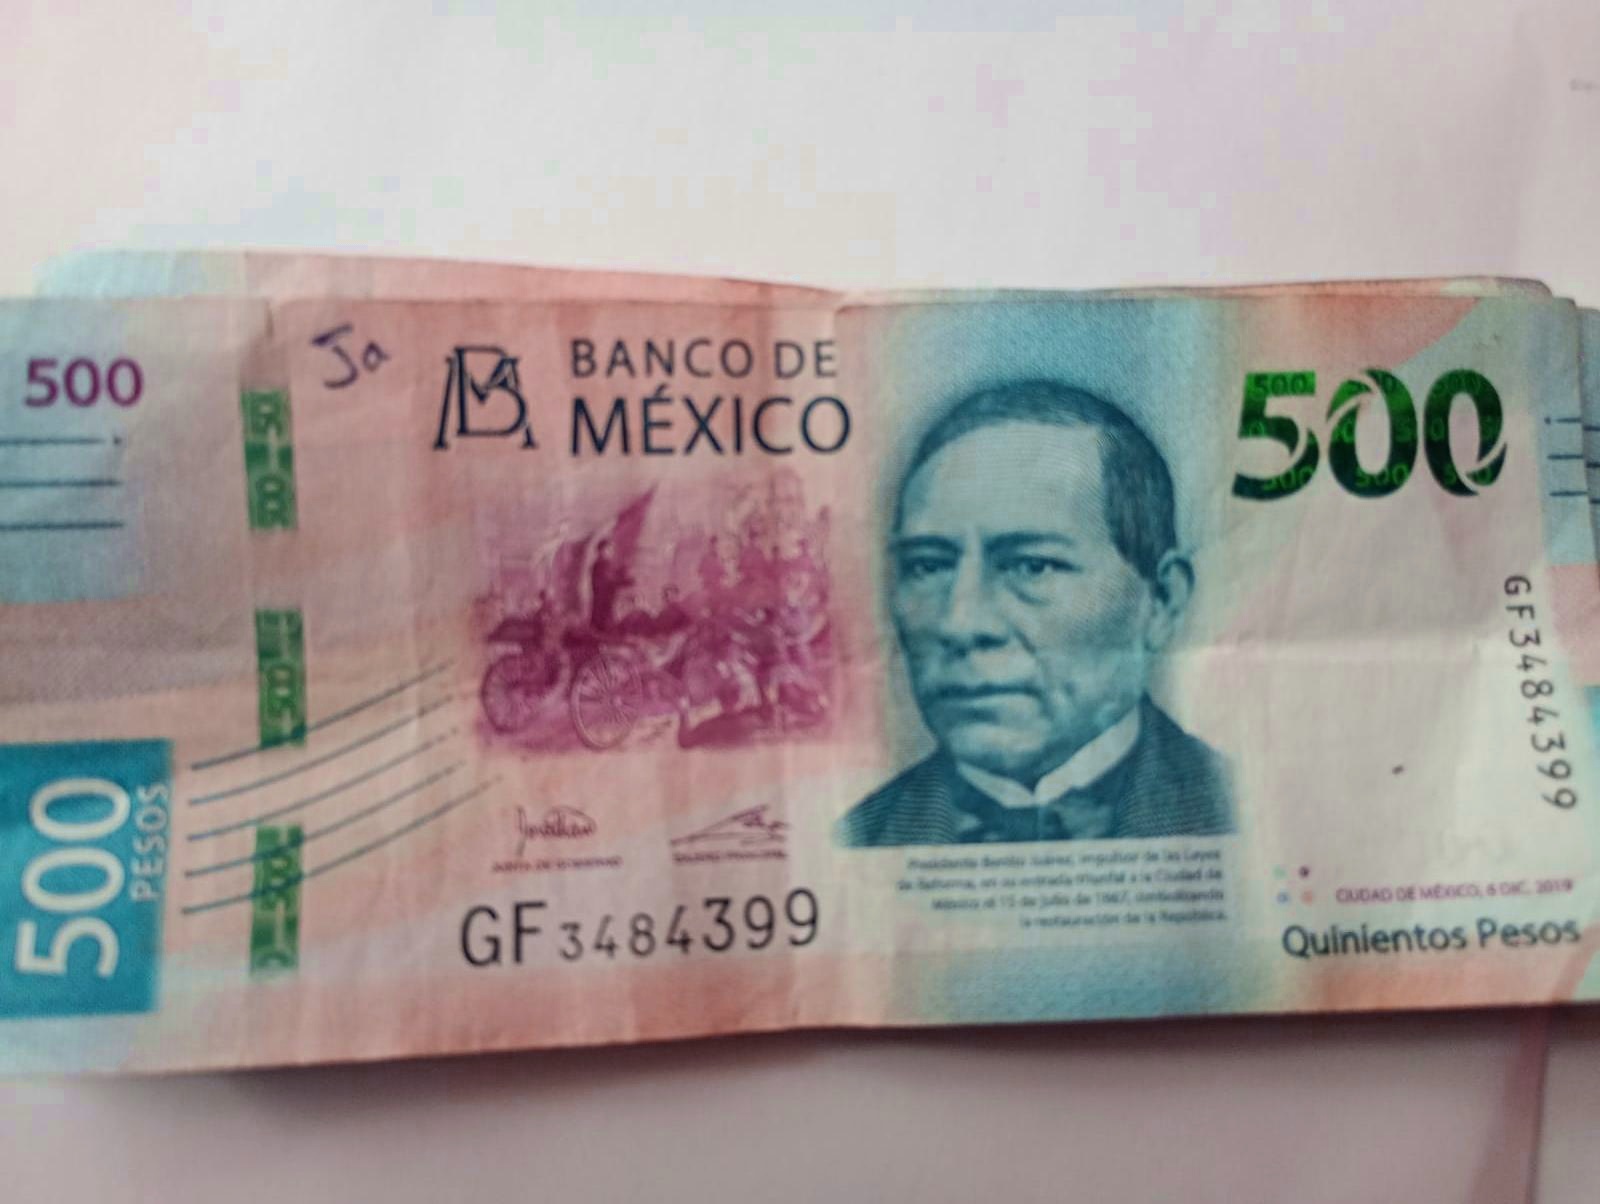 500
Ja
BANCO DE
MÉXICO
500
GF3484399
500
PESOS
JUNTA DE GOBIERNO
GF3484399
Presidente Benito Juárez, impulsor de las Leyes
de Reforma, en su entrada triunfal a la Ciudad de
México el 15 de julio de 1867, simbolizando
la restauración de la República.
CIUDAD DE MÉXICO, 6 DIC. 2019
Quinientos Pesos